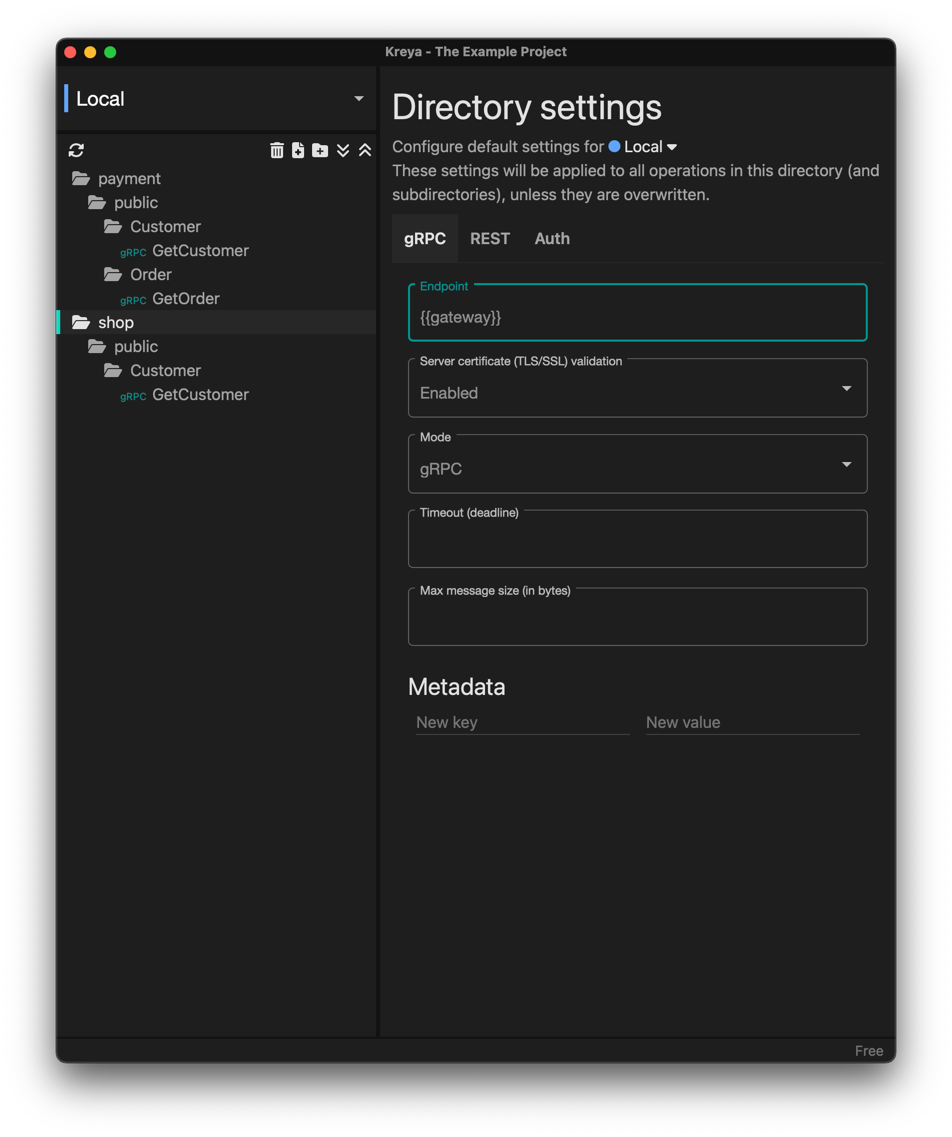 Kreya - The Example Project
Local
payment
public
Customer
gRPC GetCustomer
Order
gRPC GetOrder
shop
public
Customer
gRPC GetCustomer
Directory settings
Configure default settings for Local
These settings will be applied to all operations in this directory (and
subdirectories), unless they are overwritten.
gRPC REST Auth
Endpoint
{{gateway}}
Server certificate (TLS/SSL) validation
Enabled
Mode
gRPC
Timeout (deadline)
Max message size (in bytes)
Metadata
New key New value
Free